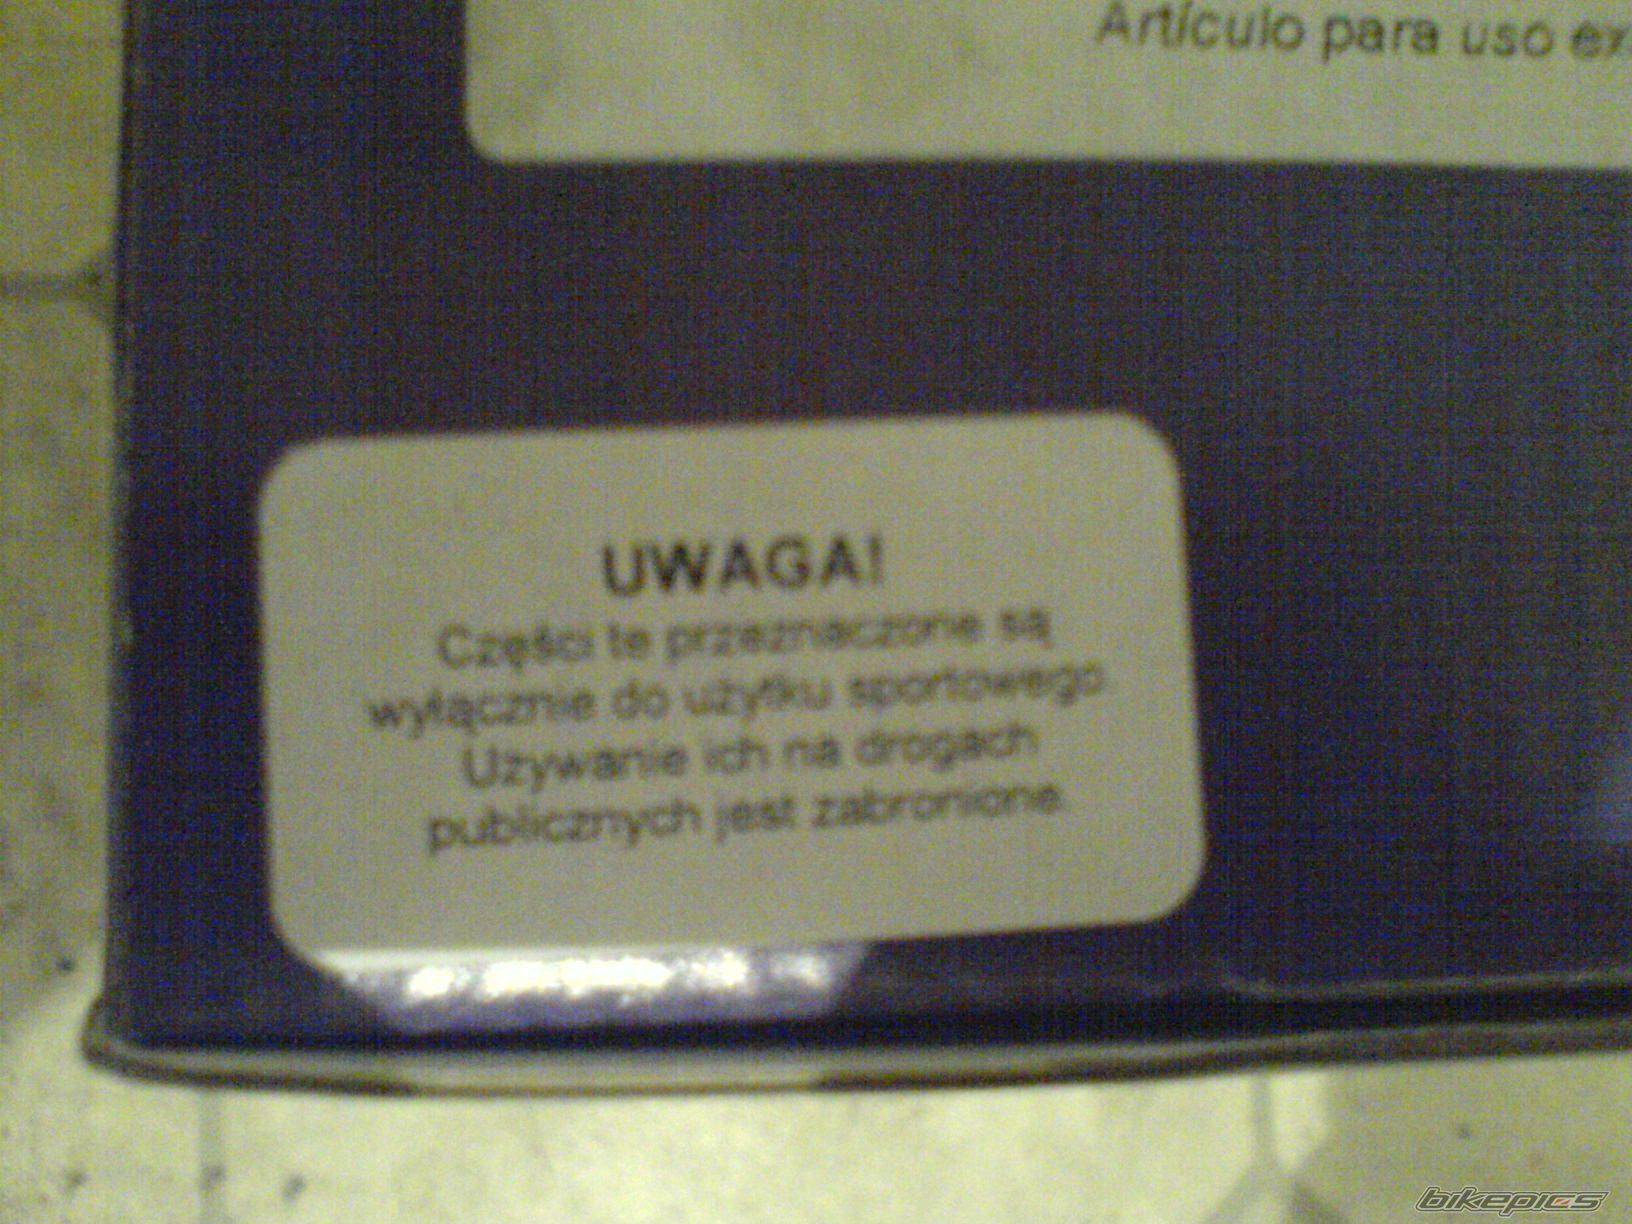 Artículo para uso ex
UWAGA!
Części te przeznaczone są
wyłącznie do użytku sportowego.
Używanie ich na drogach
publicznych jest zabronione.
bikepics